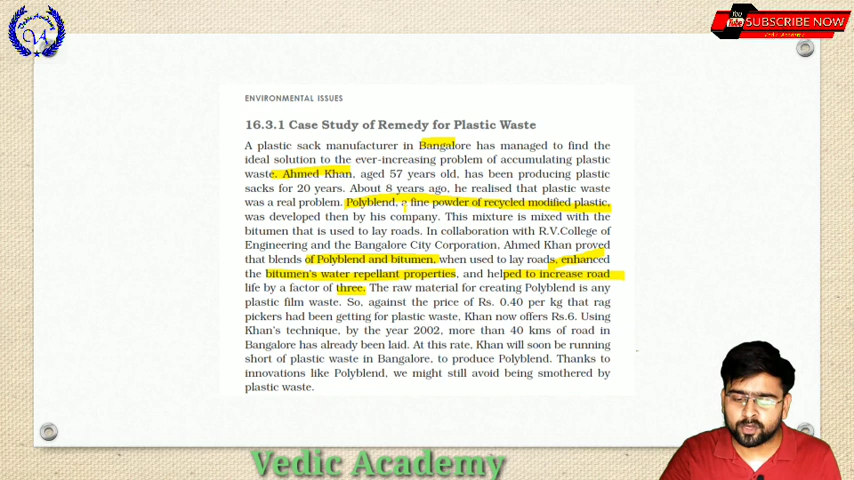 Vedic Academy
VA
You
Tube
SUBSCRIBE NOW
Vedic Academy
ENVIRONMENTAL ISSUES
16.3.1 Case Study of Remedy for Plastic Waste
A plastic sack manufacturer in Bangalore has managed to find the
ideal solution to the ever-increasing problem of accumulating plastic
waste. Ahmed Khan, aged 57 years old, has been producing plastic
sacks for 20 years. About 8 years ago, he realised that plastic waste
was a real problem. Polyblend, a fine powder of recycled modified plastic,
was developed then by his company. This mixture is mixed with the
bitumen that is used to lay roads. In collaboration with R.V.College of
Engineering and the Bangalore City Corporation, Ahmed Khan proved
that blends of Polyblend and bitumen, when used to lay roads, enhanced
the bitumen's water repellant properties, and helped to increase road
life by a factor of three. The raw material for creating Polyblend is any
plastic film waste. So, against the price of Rs. 0.40 per kg that rag
pickers had been getting for plastic waste, Khan now offers Rs.6. Using
Khan's technique, by the year 2002, more than 40 kms of road in
Bangalore has already been laid. At this rate, Khan will soon be running
short of plastic waste in Bangalore, to produce Polyblend. Thanks to
innovations like Polyblend, we might still avoid being smothered by
plastic waste.
Vedic Academy